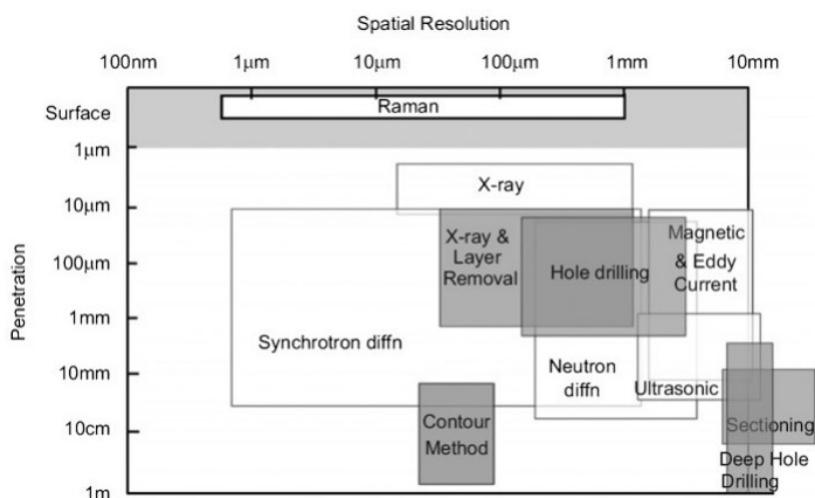 Spatial Resolution
100nm 1μm 10μm 100μm 1mm 10mm
Surface
Raman
1μm
X-ray
10μm
X-ray &
Layer
Removal
Hole drilling
Magnetic
& Eddy
Current
100μm
Penetration
1mm
Synchrotron diffn
Neutron
diffn
Ultrasonic
10mm
Contour
Method
Sectioning
10cm
Deep Hole
Drilling
1m